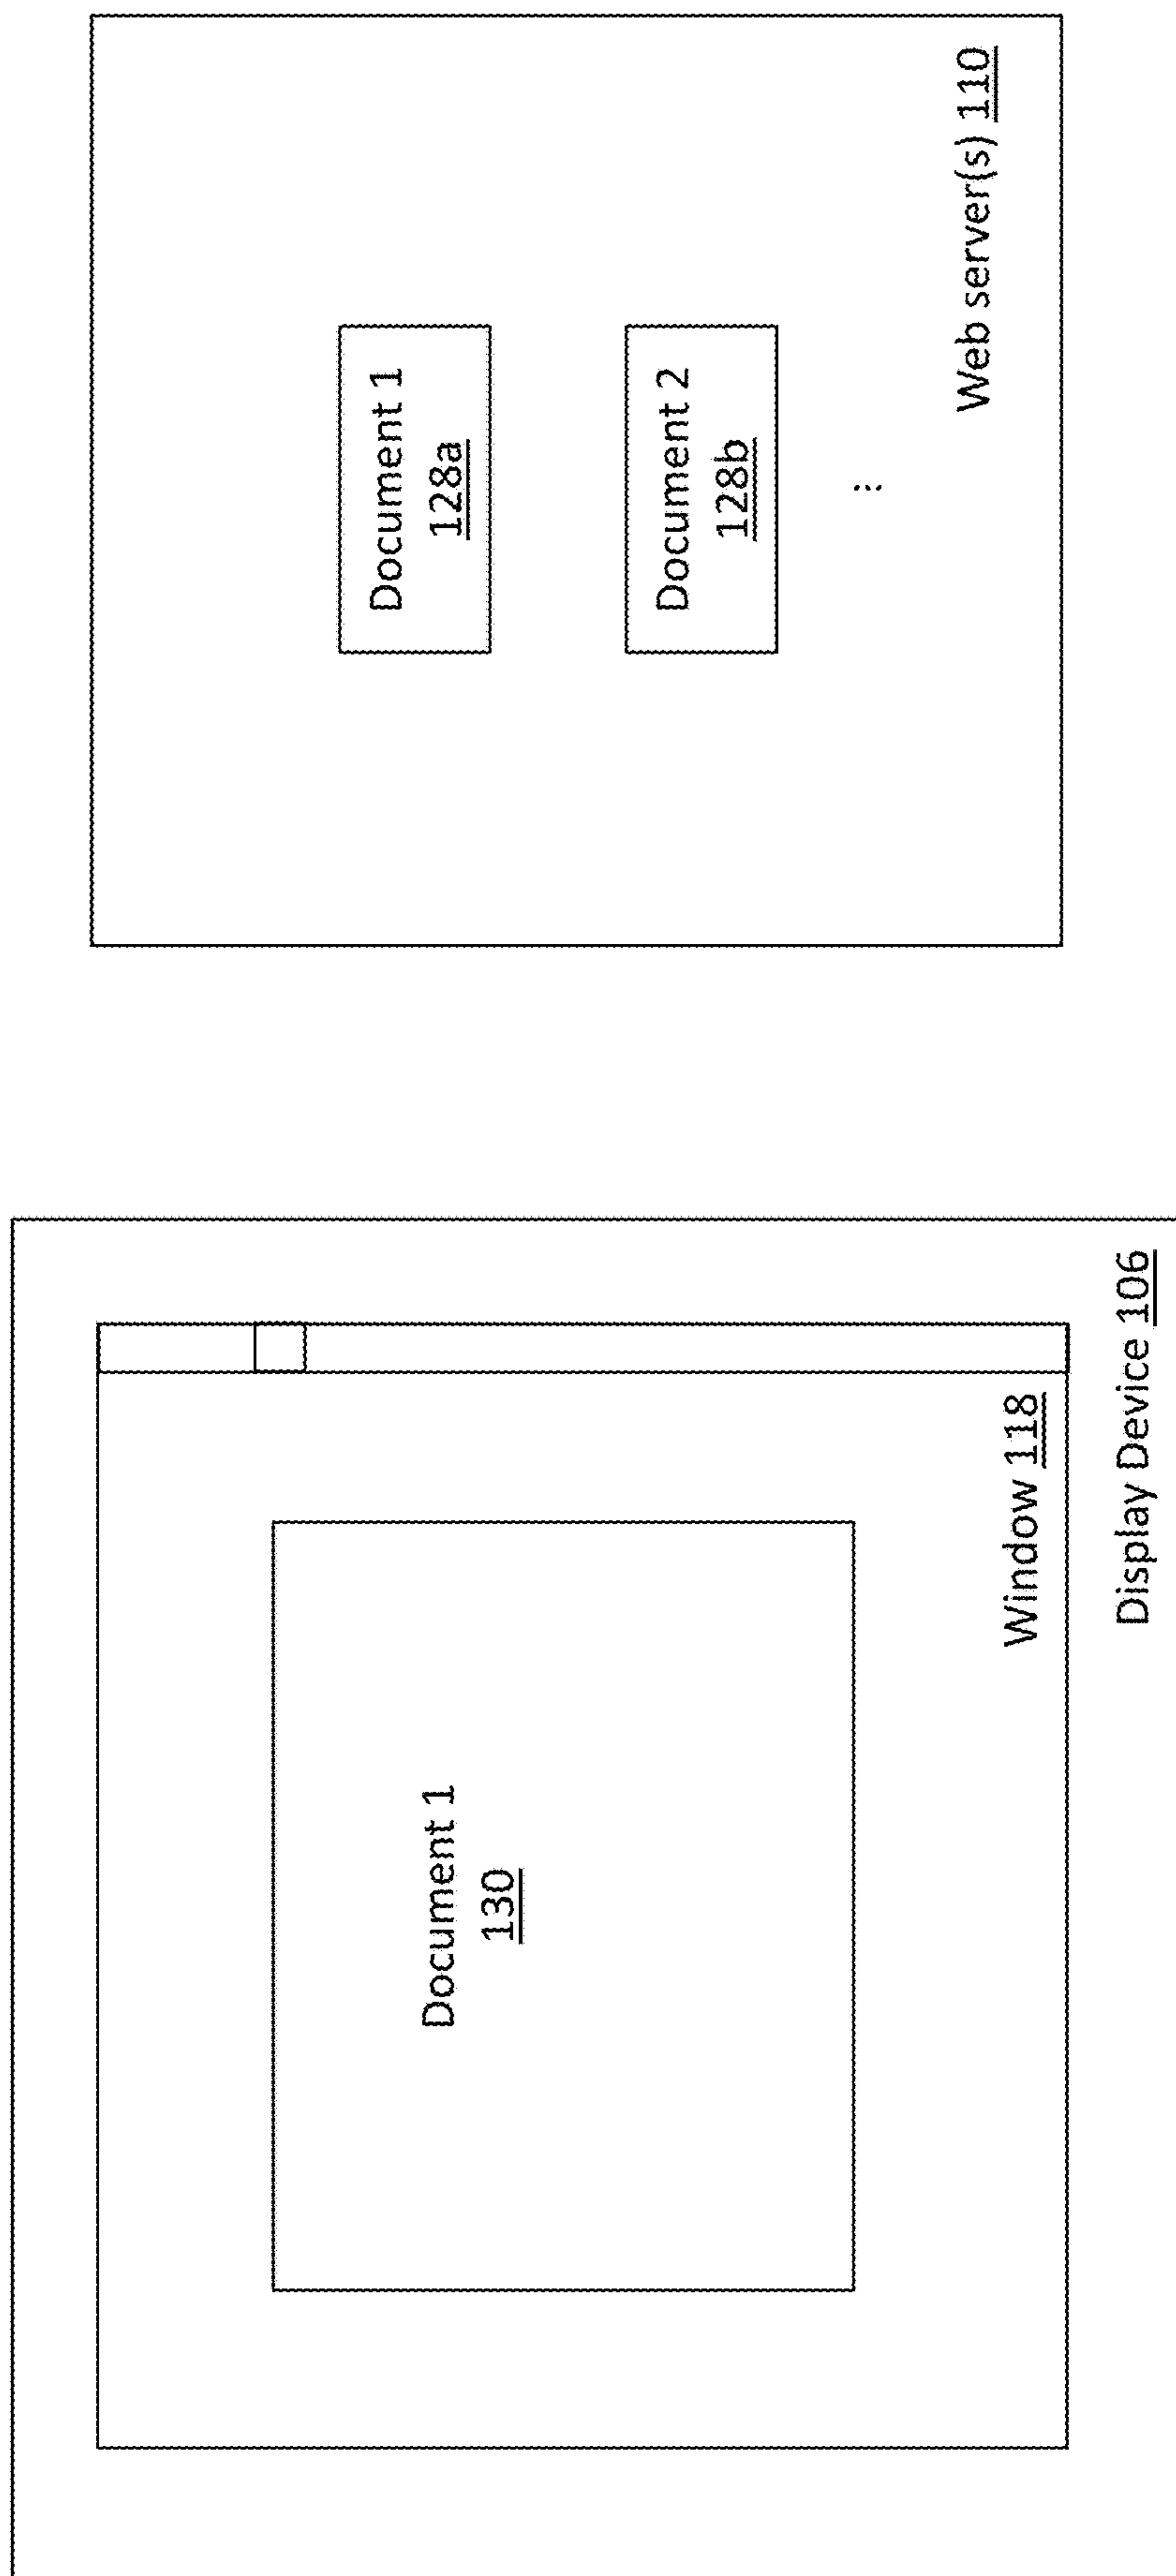 Document 1
130
Window 118
Display Device 106
Document 1
128a
Document 2
128b
...
Web server(s) 110